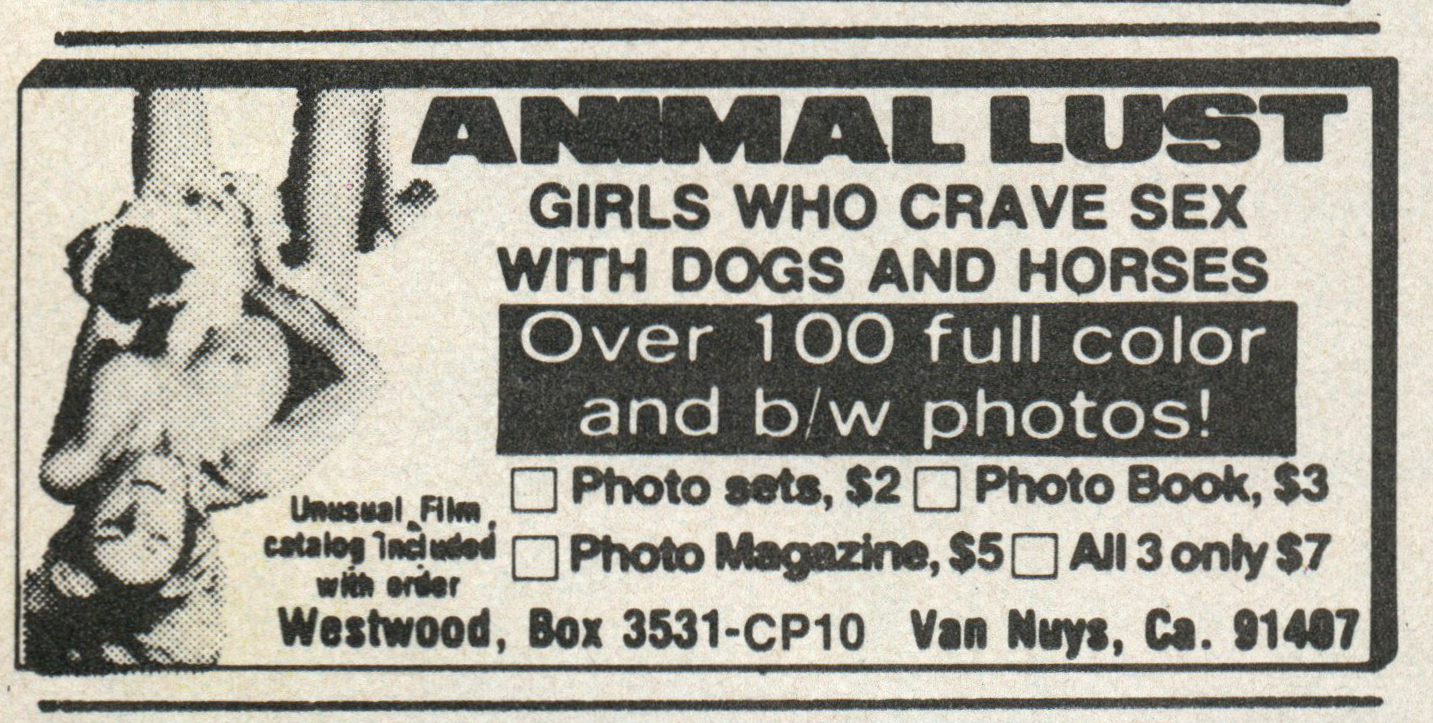 ANIMAL LUST
GIRLS WHO CRAVE SEX
WITH DOGS AND HORSES
Over 100 full color
and b/w photos!
Photo sets, $2 Photo Book, $3
Photo Magazine, $5 All 3 only $7
Unusual Film
catalog included
with order
Westwood, Box 3531-CP10 Van Nuys, Ca. 91407